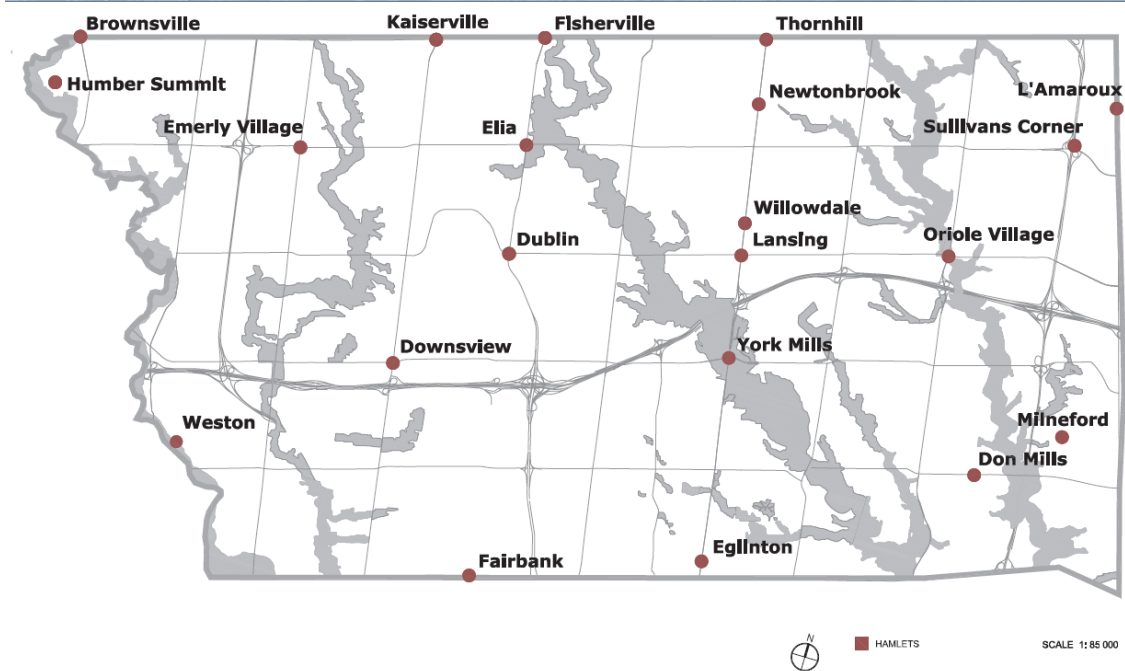 Brownsville
Kaiserville
Fisherville
Thornhill
Humber Summit
Newtonbrook
L'Amaroux
Emerly Village
Elia
Sullivans Corner
Willowdale
Dublin
Lansing
Oriole Village
Downsview
York Mills
Weston
Milneford
Don Mills
Fairbank
Eglinton
N
HAMLETS
SCALE 1:85 000